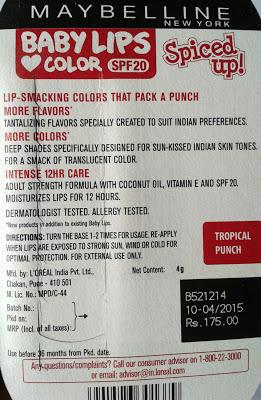 MAYBELLINE
NEW YORK
BABY LIPS
COLOR SPF20
Spiced up!
LIP-SMACKING COLORS THAT PACK A PUNCH
MORE FLAVORS*
TANTALIZING FLAVORS SPECIALLY CREATED TO SUIT INDIAN PREFERENCES.
MORE COLORS*
DEEP SHADES SPECIFICALLY DESIGNED FOR SUN-KISSED INDIAN SKIN TONES.
FOR A SMACK OF TRANSLUCENT COLOR.
INTENSE 12HR CARE
ADULT STRENGTH FORMULA WITH COCONUT OIL, VITAMIN E AND SPF 20.
MOISTURIZES LIPS FOR 12 HOURS.
DERMATOLOGIST TESTED. ALLERGY TESTED.
*New products in addition to existing Baby Lips.
DIRECTIONS: TURN THE BASE 1-2 TIMES FOR USAGE. RE-APPLY
WHEN LIPS ARE EXPOSED TO STRONG SUN, WIND OR COLD FOR
OPTIMAL PROTECTION. FOR EXTERNAL USE ONLY.
TROPICAL
PUNCH
Mfg. by: L'ORÉAL India Pvt. Ltd.,
Chakan, Pune - 410 501
M. Lic. No.: MPD/C-44
Net Content: 4g
Batch No.:
Pkd on:
MRP (Incl. of all taxes):
B521214
10-04/2015
Rs.175.00
Use before 36 months from Pkd. date.
Any questions/complaints? Call our consumer advisor on 1-800-22-3000
or email: advisor@in.loreal.com